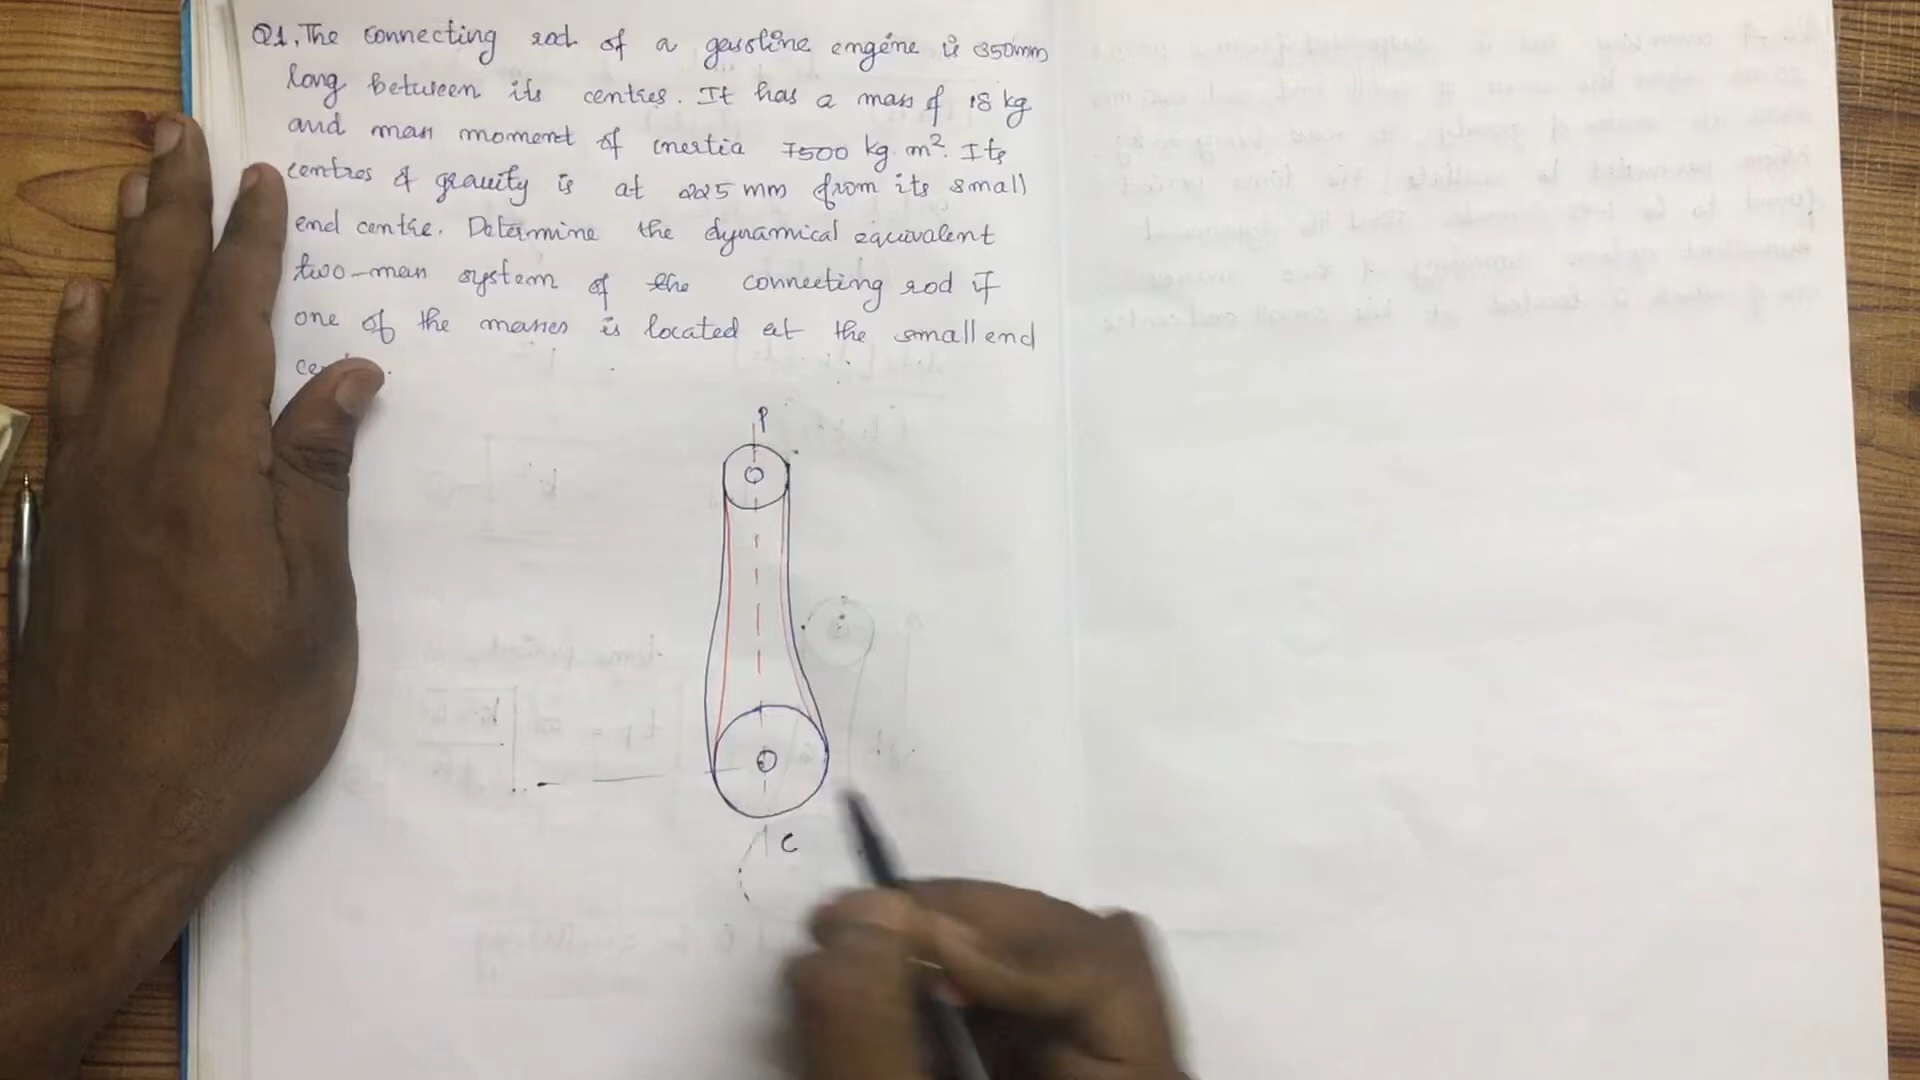 Q1. The connecting rod of a gasoline engine is 350mm
long between its centres. It has a mass of 18 kg
and mass moment of inertia 7500 kg.m². Its
centres of gravity is at 225 mm from its small
end centre. Determine the dynamical equivalent
two-mass system of the connecting rod if
one of the masses is located at the small end
P
C